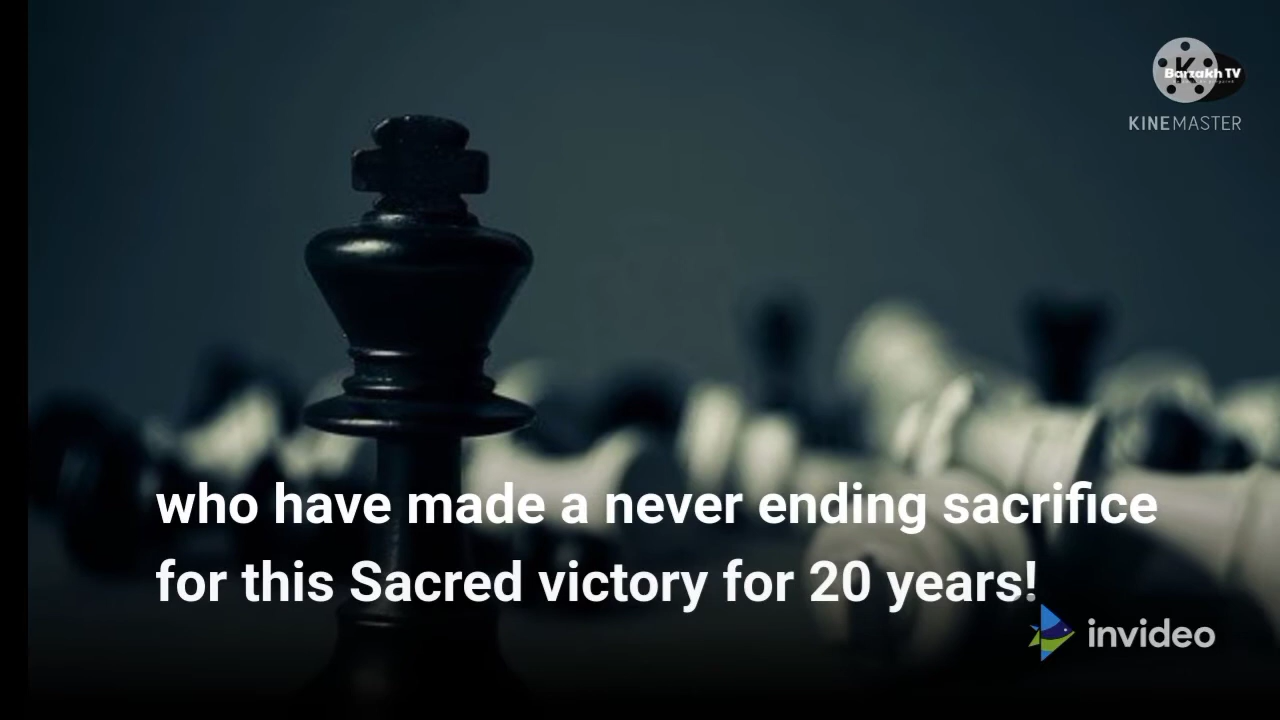 Barzakh TV
KINEMASTER
who have made a never ending sacrifice
for this Sacred victory for 20 years!
invideo